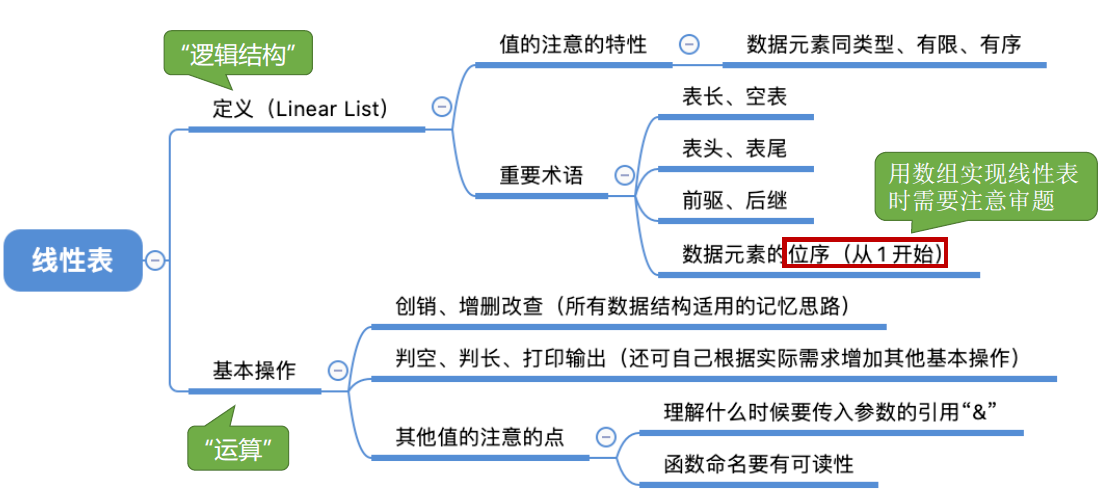 “逻辑结构”
值的注意的特性
数据元素同类型、有限、有序
定义（Linear List）
表长、空表
表头、表尾
重要术语
用数组实现线性表
时需要注意审题
前驱、后继
数据元素的位序（从1开始）
线性表
创销、增删改查（所有数据结构适用的记忆思路）
判空、判长、打印输出（还可自己根据实际需求增加其他基本操作）
基本操作
理解什么时候要传入参数的引用“&”
其他值的注意的点
“运算”
函数命名要有可读性